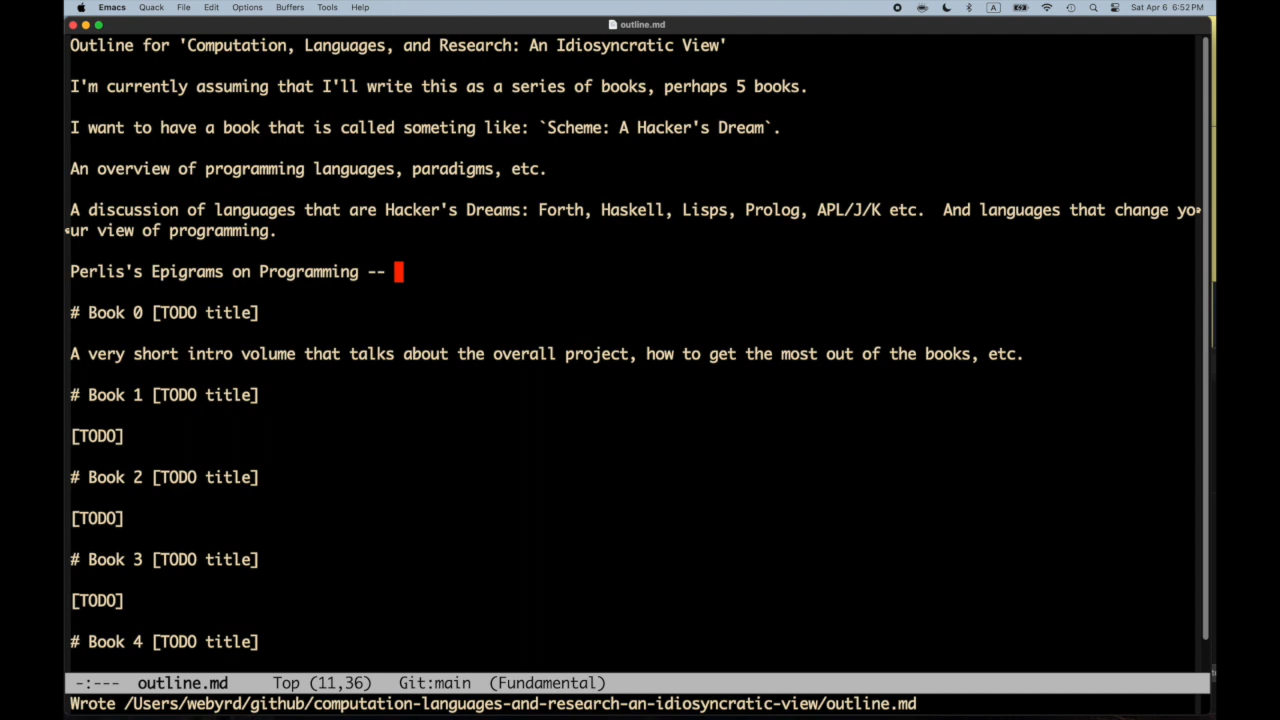 Emacs Quack File Edit Options Buffers Tools Help A Sat Apr 6 6:52 PM
outline.md
Outline for 'Computation, Languages, and Research: An Idiosyncratic View'
I'm currently assuming that I'll write this as a series of books, perhaps 5 books.
I want to have a book that is called someting like: `Scheme: A Hacker's Dream`.
An overview of programming languages, paradigms, etc.
A discussion of languages that are Hacker's Dreams: Forth, Haskell, Lisps, Prolog, APL/J/K etc.  And languages that change yo
ur view of programming.
Perlis's Epigrams on Programming --
# Book 0 [TODO title]
A very short intro volume that talks about the overall project, how to get the most out of the books, etc.
# Book 1 [TODO title]
[TODO]
# Book 2 [TODO title]
[TODO]
# Book 3 [TODO title]
[TODO]
# Book 4 [TODO title]
-:--- outline.md Top (11,36) Git:main (Fundamental)
Wrote /Users/webyrd/github/computation-languages-and-research-an-idiosyncratic-view/outline.md